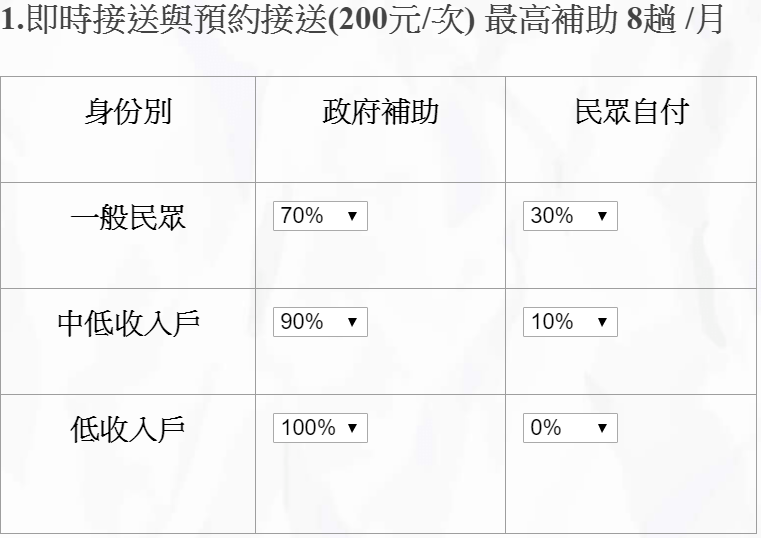 1.即時接送與預約接送(200元/次) 最高補助 8趟 /月
身份別 政府補助 民眾自付
一般民眾 70% ▼ 30% ▼
中低收入戶 90% ▼ 10% ▼
低收入戶 100% ▼ 0% ▼